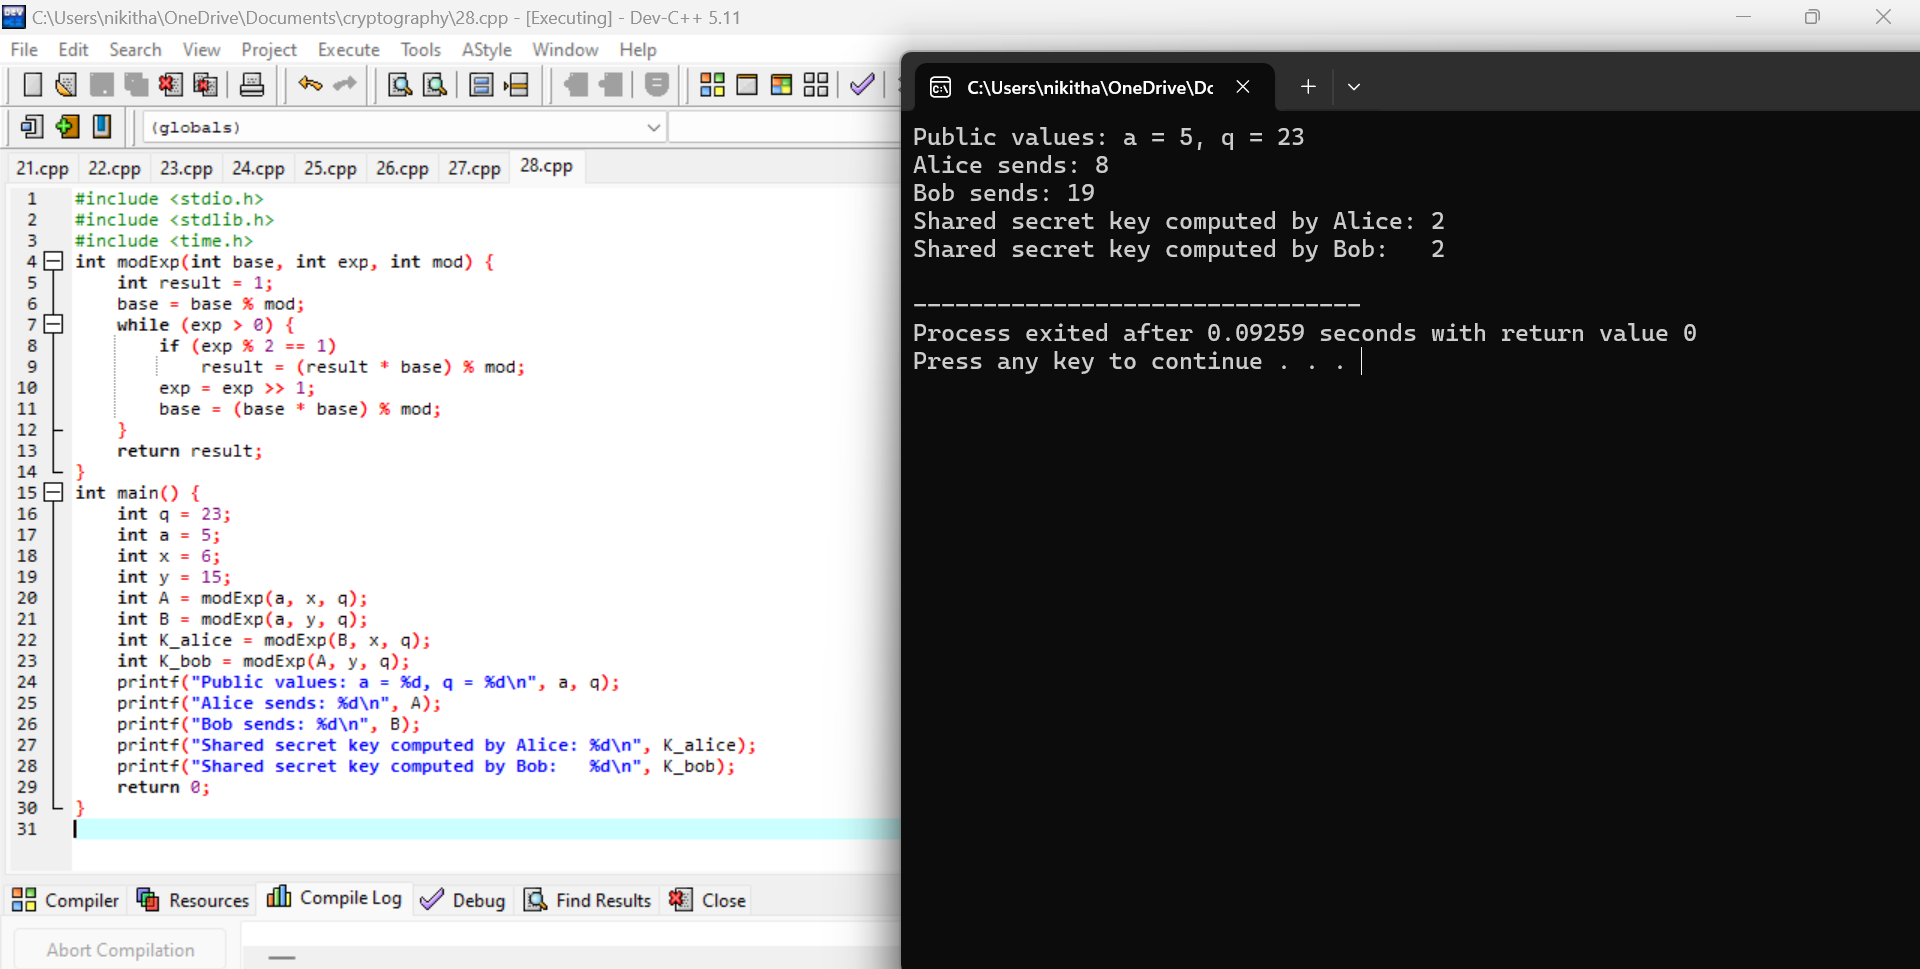 C:\Users\nikitha\OneDrive\Documents\cryptography\28.cpp - [Executing] - Dev-C++ 5.11
File Edit Search View Project Execute Tools AStyle Window Help
(globals)
21.cpp 22.cpp 23.cpp 24.cpp 25.cpp 26.cpp 27.cpp 28.cpp
1 #include <stdio.h>
2 #include <stdlib.h>
3 #include <time.h>
4 int modExp(int base, int exp, int mod) {
5     int result = 1;
6     base = base % mod;
7     while (exp > 0) {
8         if (exp % 2 == 1)
9             result = (result * base) % mod;
10         exp = exp >> 1;
11         base = (base * base) % mod;
12     }
13     return result;
14 }
15 int main() {
16     int q = 23;
17     int a = 5;
18     int x = 6;
19     int y = 15;
20     int A = modExp(a, x, q);
21     int B = modExp(a, y, q);
22     int K_alice = modExp(B, x, q);
23     int K_bob = modExp(A, y, q);
24     printf("Public values: a = %d, q = %d\n", a, q);
25     printf("Alice sends: %d\n", A);
26     printf("Bob sends: %d\n", B);
27     printf("Shared secret key computed by Alice: %d\n", K_alice);
28     printf("Shared secret key computed by Bob:   %d\n", K_bob);
29     return 0;
30 }
31
Compiler Resources Compile Log Debug Find Results Close
Abort Compilation
C:\Users\nikitha\OneDrive\Dc
Public values: a = 5, q = 23
Alice sends: 8
Bob sends: 19
Shared secret key computed by Alice: 2
Shared secret key computed by Bob:   2
--------------------------------
Process exited after 0.09259 seconds with return value 0
Press any key to continue . . .